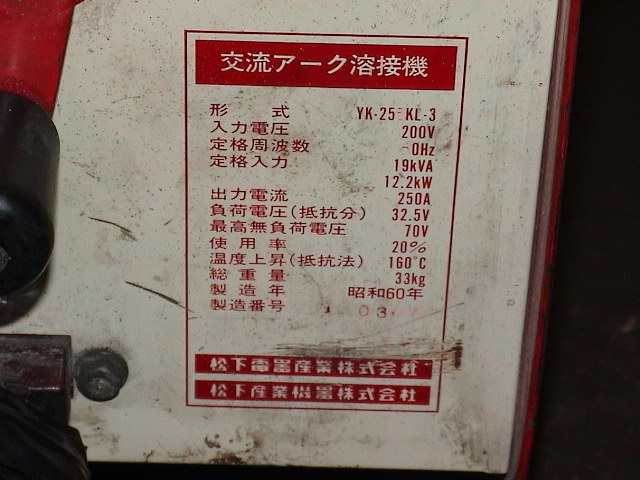 交流アーク溶接機
形式 YK-25 KL-3
入力電圧 200V
定格周波数 0Hz
定格入力 19kVA
12.2kW
出力電流 250A
負荷電圧(抵抗分) 32.5V
最高無負荷電圧 70V
使用率 20%
温度上昇(抵抗法) 160°C
総重量 33kg
製造年 昭和60年
製造番号
松下電器産業株式会社
松下産業機器株式会社